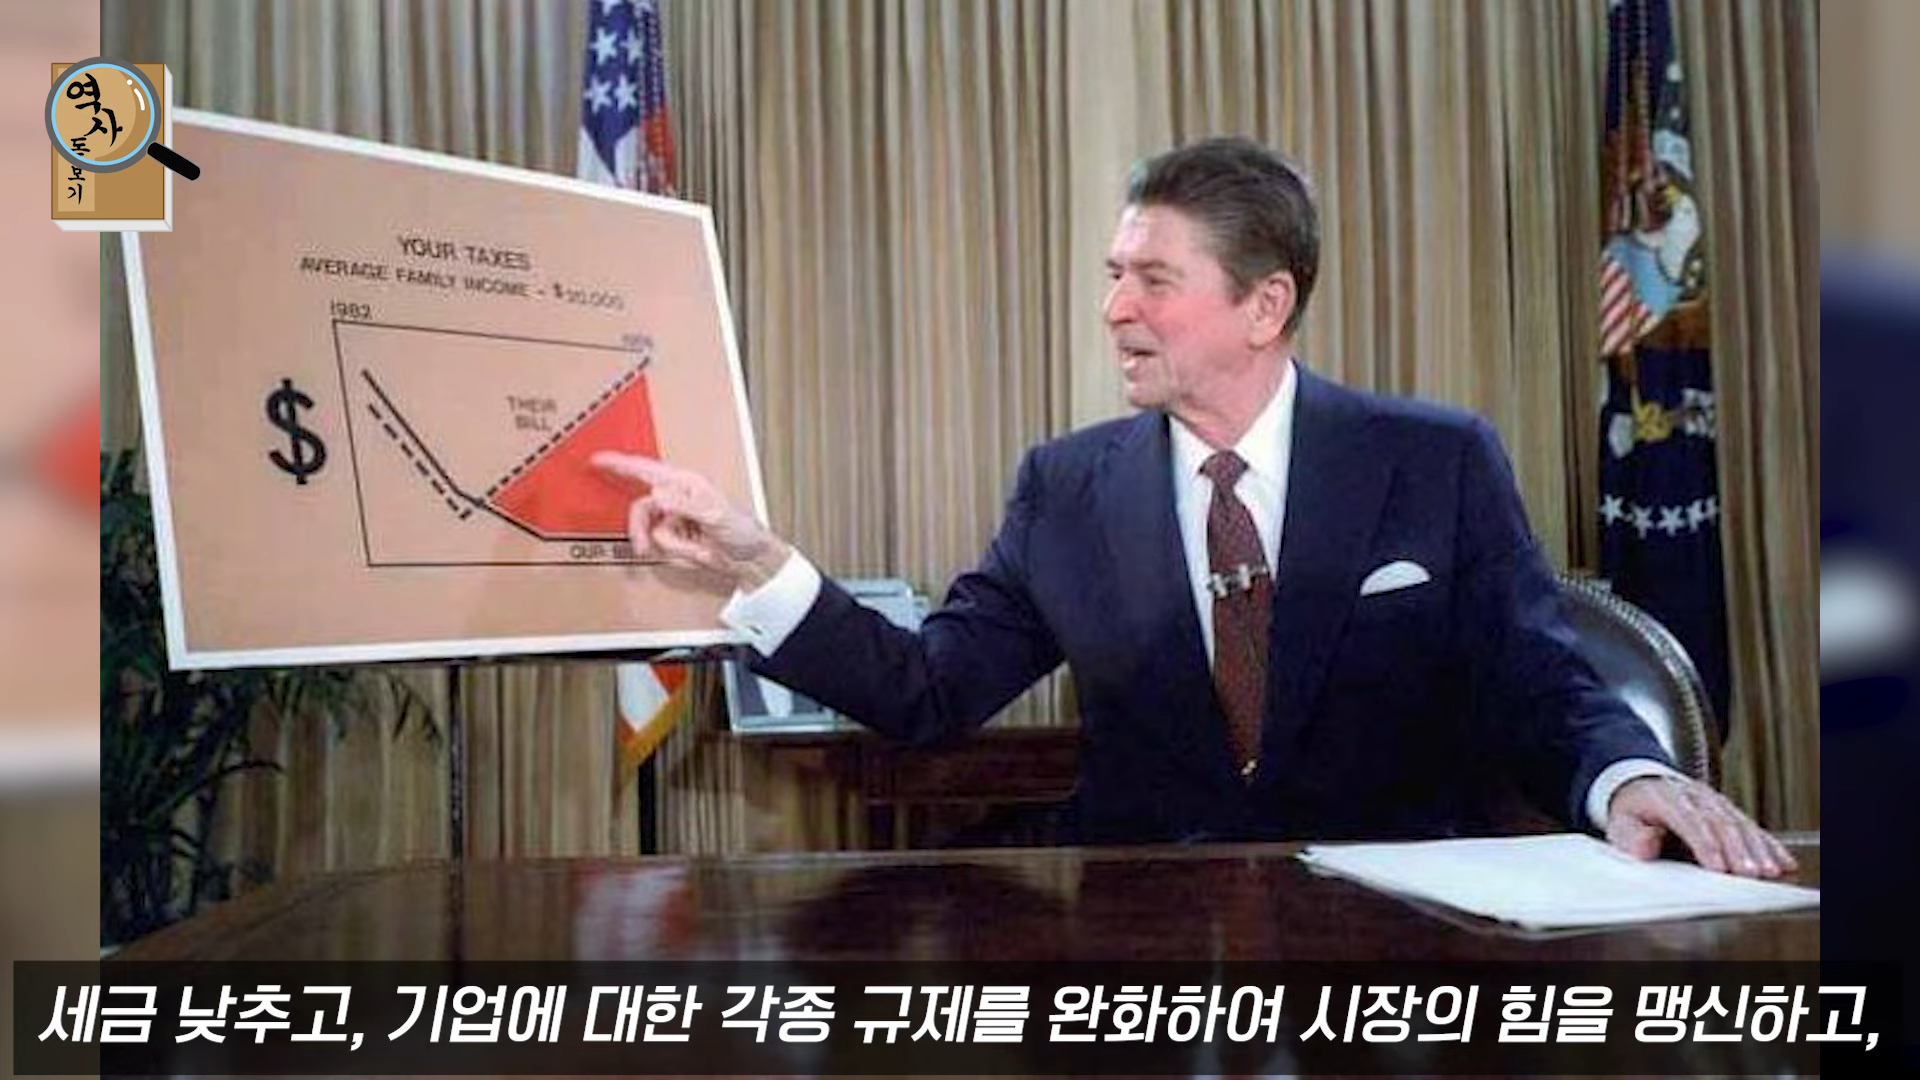 역사
돋보기
YOUR TAXES
AVERAGE FAMILY INCOME - $20,000
1982
$
THEIR
BILL
OUR
세금 낮추고, 기업에 대한 각종 규제를 완화하여 시장의 힘을 맹신하고,